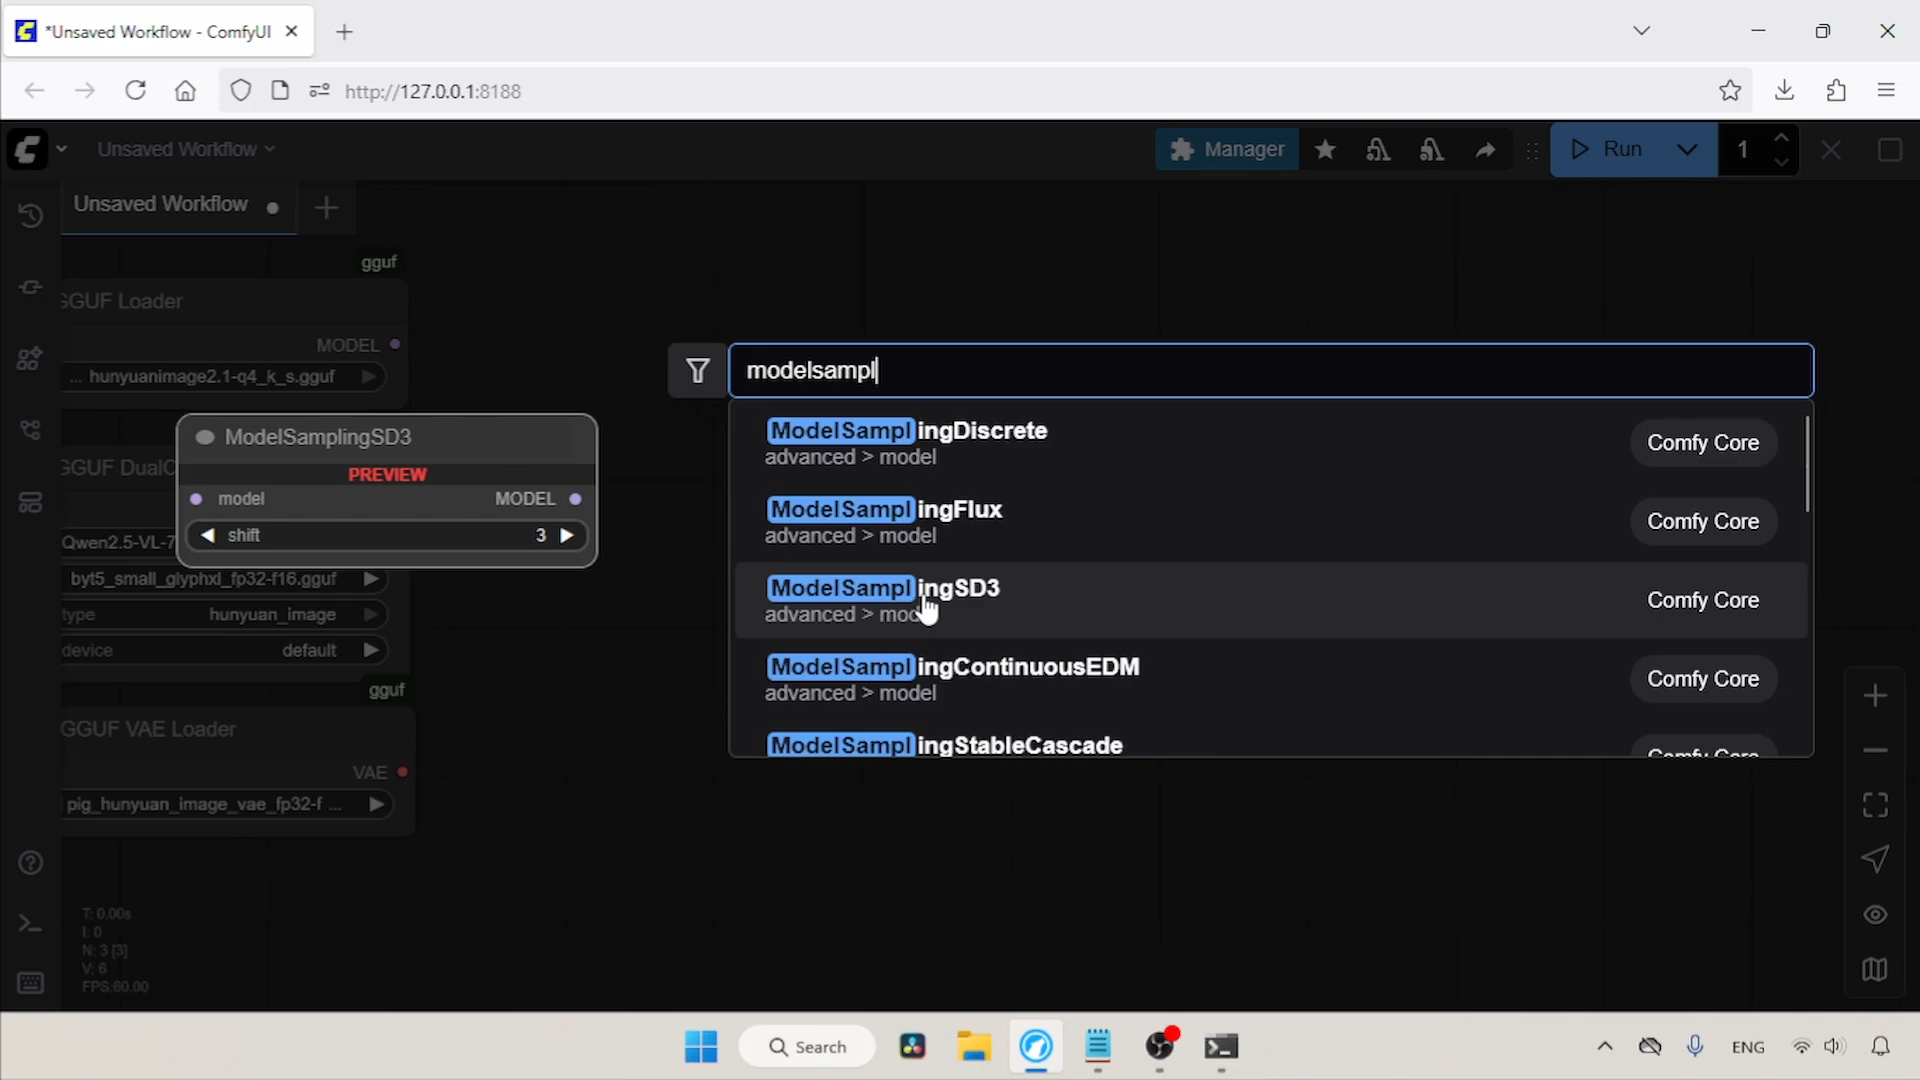 *Unsaved Workflow - ComfyUI
http://127.0.0.1:8188
Unsaved Workflow
Manager
Run
1
Unsaved Workflow
gguf
GGUF Loader
MODEL
... hunyuanimage2.1-q4_k_s.gguf
modelsampl
ModelSamplingDiscrete
advanced > model
Comfy Core
ModelSamplingFlux
advanced > model
Comfy Core
ModelSamplingSD3
advanced > mod
Comfy Core
ModelSamplingContinuousEDM
advanced > model
Comfy Core
ModelSamplingStableCascade
Comfy Core
ModelSamplingSD3
PREVIEW
model
MODEL
shift
3
GGUF DualC
Qwen2.5-VL-7
byt5_small_glyphxl_fp32-f16.gguf
type
hunyuan_image
device
default
gguf
GGUF VAE Loader
VAE
pig_hunyuan_image_vae_fp32-f ...
T: 0.00s
I: 0
N: 3 [3]
V: 6
FPS:60.00
Search
ENG